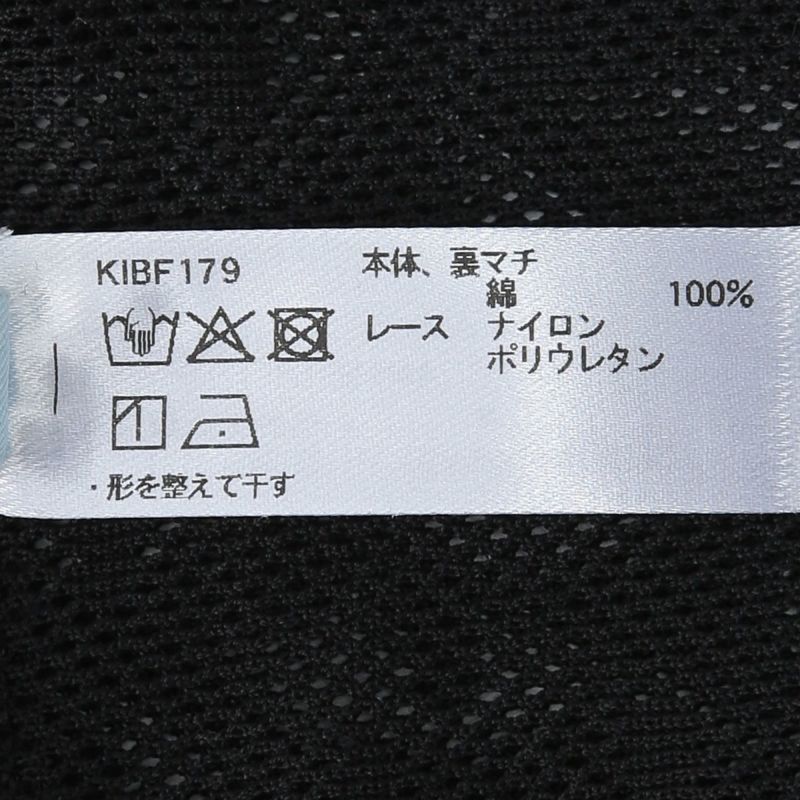 KIBF179
本体、裏マチ
綿 100%
レース ナイロン
ポリウレタン
・形を整えて干す